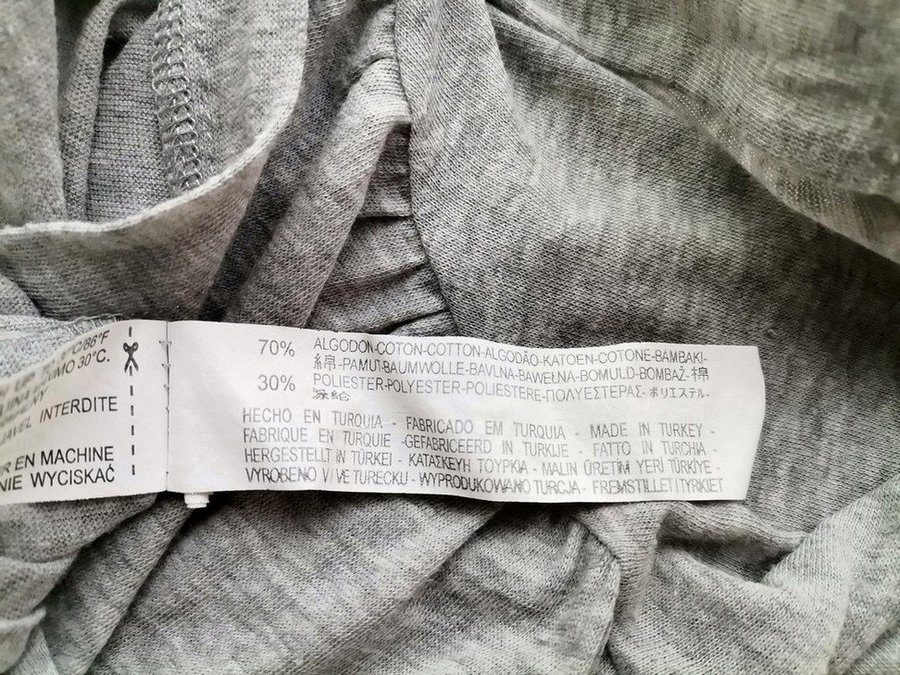 °C/86°F
XIMO 30°C.
INTERDITE
EN MACHINE
NIE WYCISKAĆ
70% ALGODON-COTON-COTTON-ALGODÃO-KATOEN-COTONE-BAMBAKI-
綿-PAMUT-BAUMWOLLE-BAVLNA-BAWEŁNA-BOMULD-BOMBAŽ-棉
30% POLIESTER-POLYESTER-POLIESTERE-ΠΟΛΥΕΣΤΕΡΑΣ-ポリエステル-
涤纶
HECHO EN TURQUIA - FABRICADO EM TURQUIA - MADE IN TURKEY -
FABRIQUE EN TURQUIE -GEFABRICEERD IN TURKIJE - FATTO IN TURCHIA -
HERGESTELLT IN TÜRKEI - ΚΑΤΑΣΚΕΥΗ ΤΟΥΡΚΙΑ - MALIN ÜRETIM YERI TÜRKIYE -
VYROBENO V / VE TURECKU - WYPRODUKOWANO TURCJA - FREMSTILLET I TYRKIET